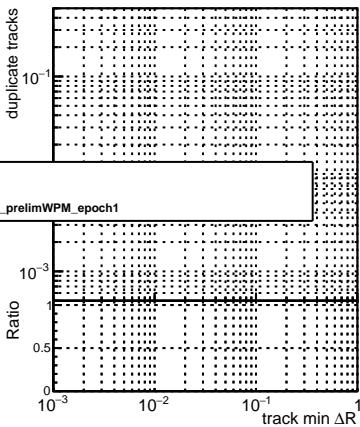 duplicate tracks
10⁻¹
_prelimWPM_epoch1
10⁻³
Ratio
1
0.5
0
10⁻³ 10⁻² 10⁻¹ 1
track min ΔR